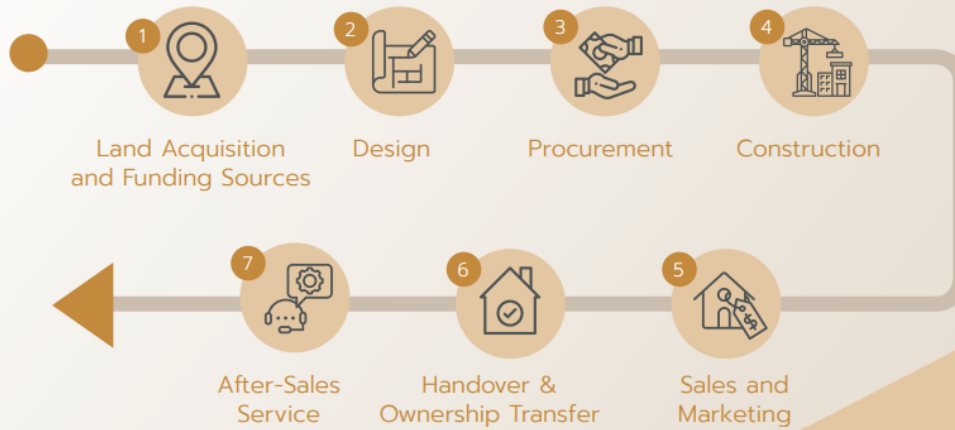 1
Land Acquisition
and Funding Sources
2
Design
3
Procurement
4
Construction
5
Sales and
Marketing
6
Handover &
Ownership Transfer
7
After-Sales
Service